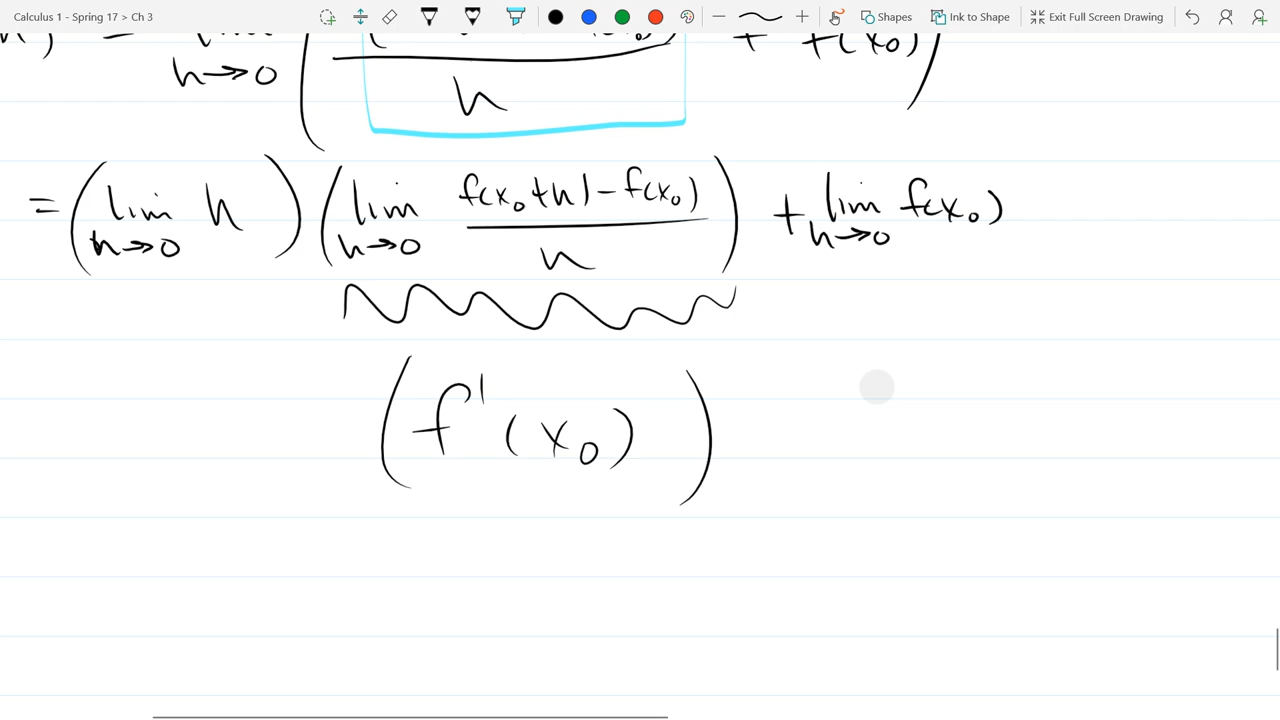 Calculus 1 - Spring 17 > Ch 3
Shapes
Ink to Shape
Exit Full Screen Drawing
h→0
h
+ f(x₀)
= (lim h→0 h) (lim h→0 (f(x₀+h) − f(x₀))/h) + lim h→0 f(x₀)
(f'(x₀))